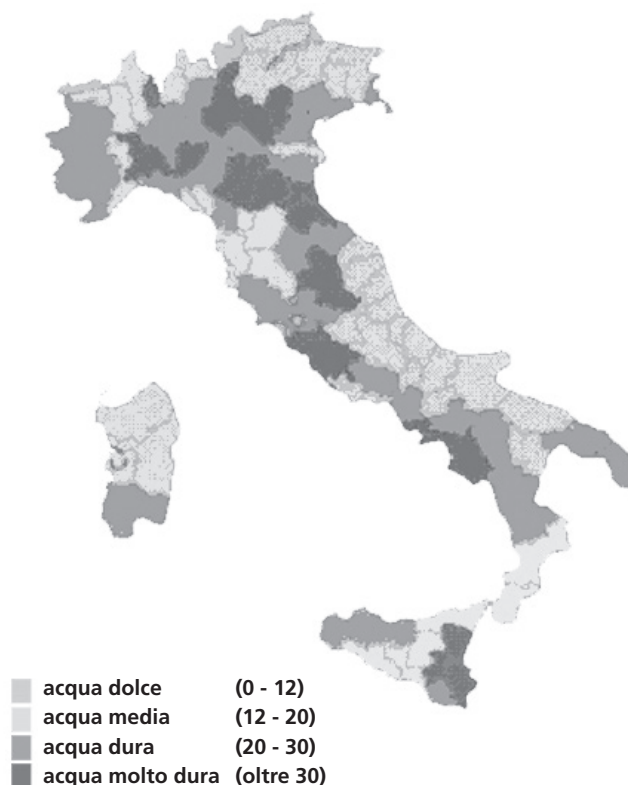 acqua dolce (0 - 12)
acqua media (12 - 20)
acqua dura (20 - 30)
acqua molto dura (oltre 30)